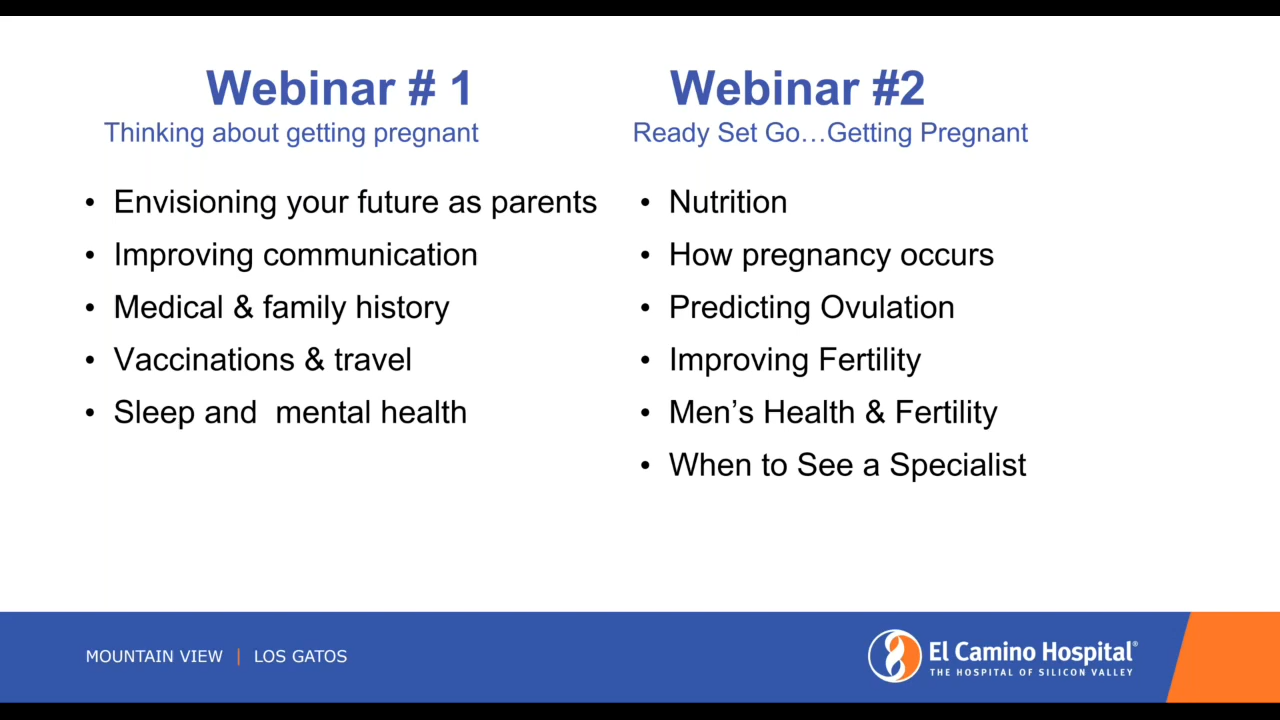 Webinar # 1
Thinking about getting pregnant
• Envisioning your future as parents
• Improving communication
• Medical & family history
• Vaccinations & travel
• Sleep and  mental health
Webinar #2
Ready Set Go…Getting Pregnant
• Nutrition
• How pregnancy occurs
• Predicting Ovulation
• Improving Fertility
• Men’s Health & Fertility
• When to See a Specialist
MOUNTAIN VIEW | LOS GATOS
El Camino Hospital®
THE HOSPITAL OF SILICON VALLEY